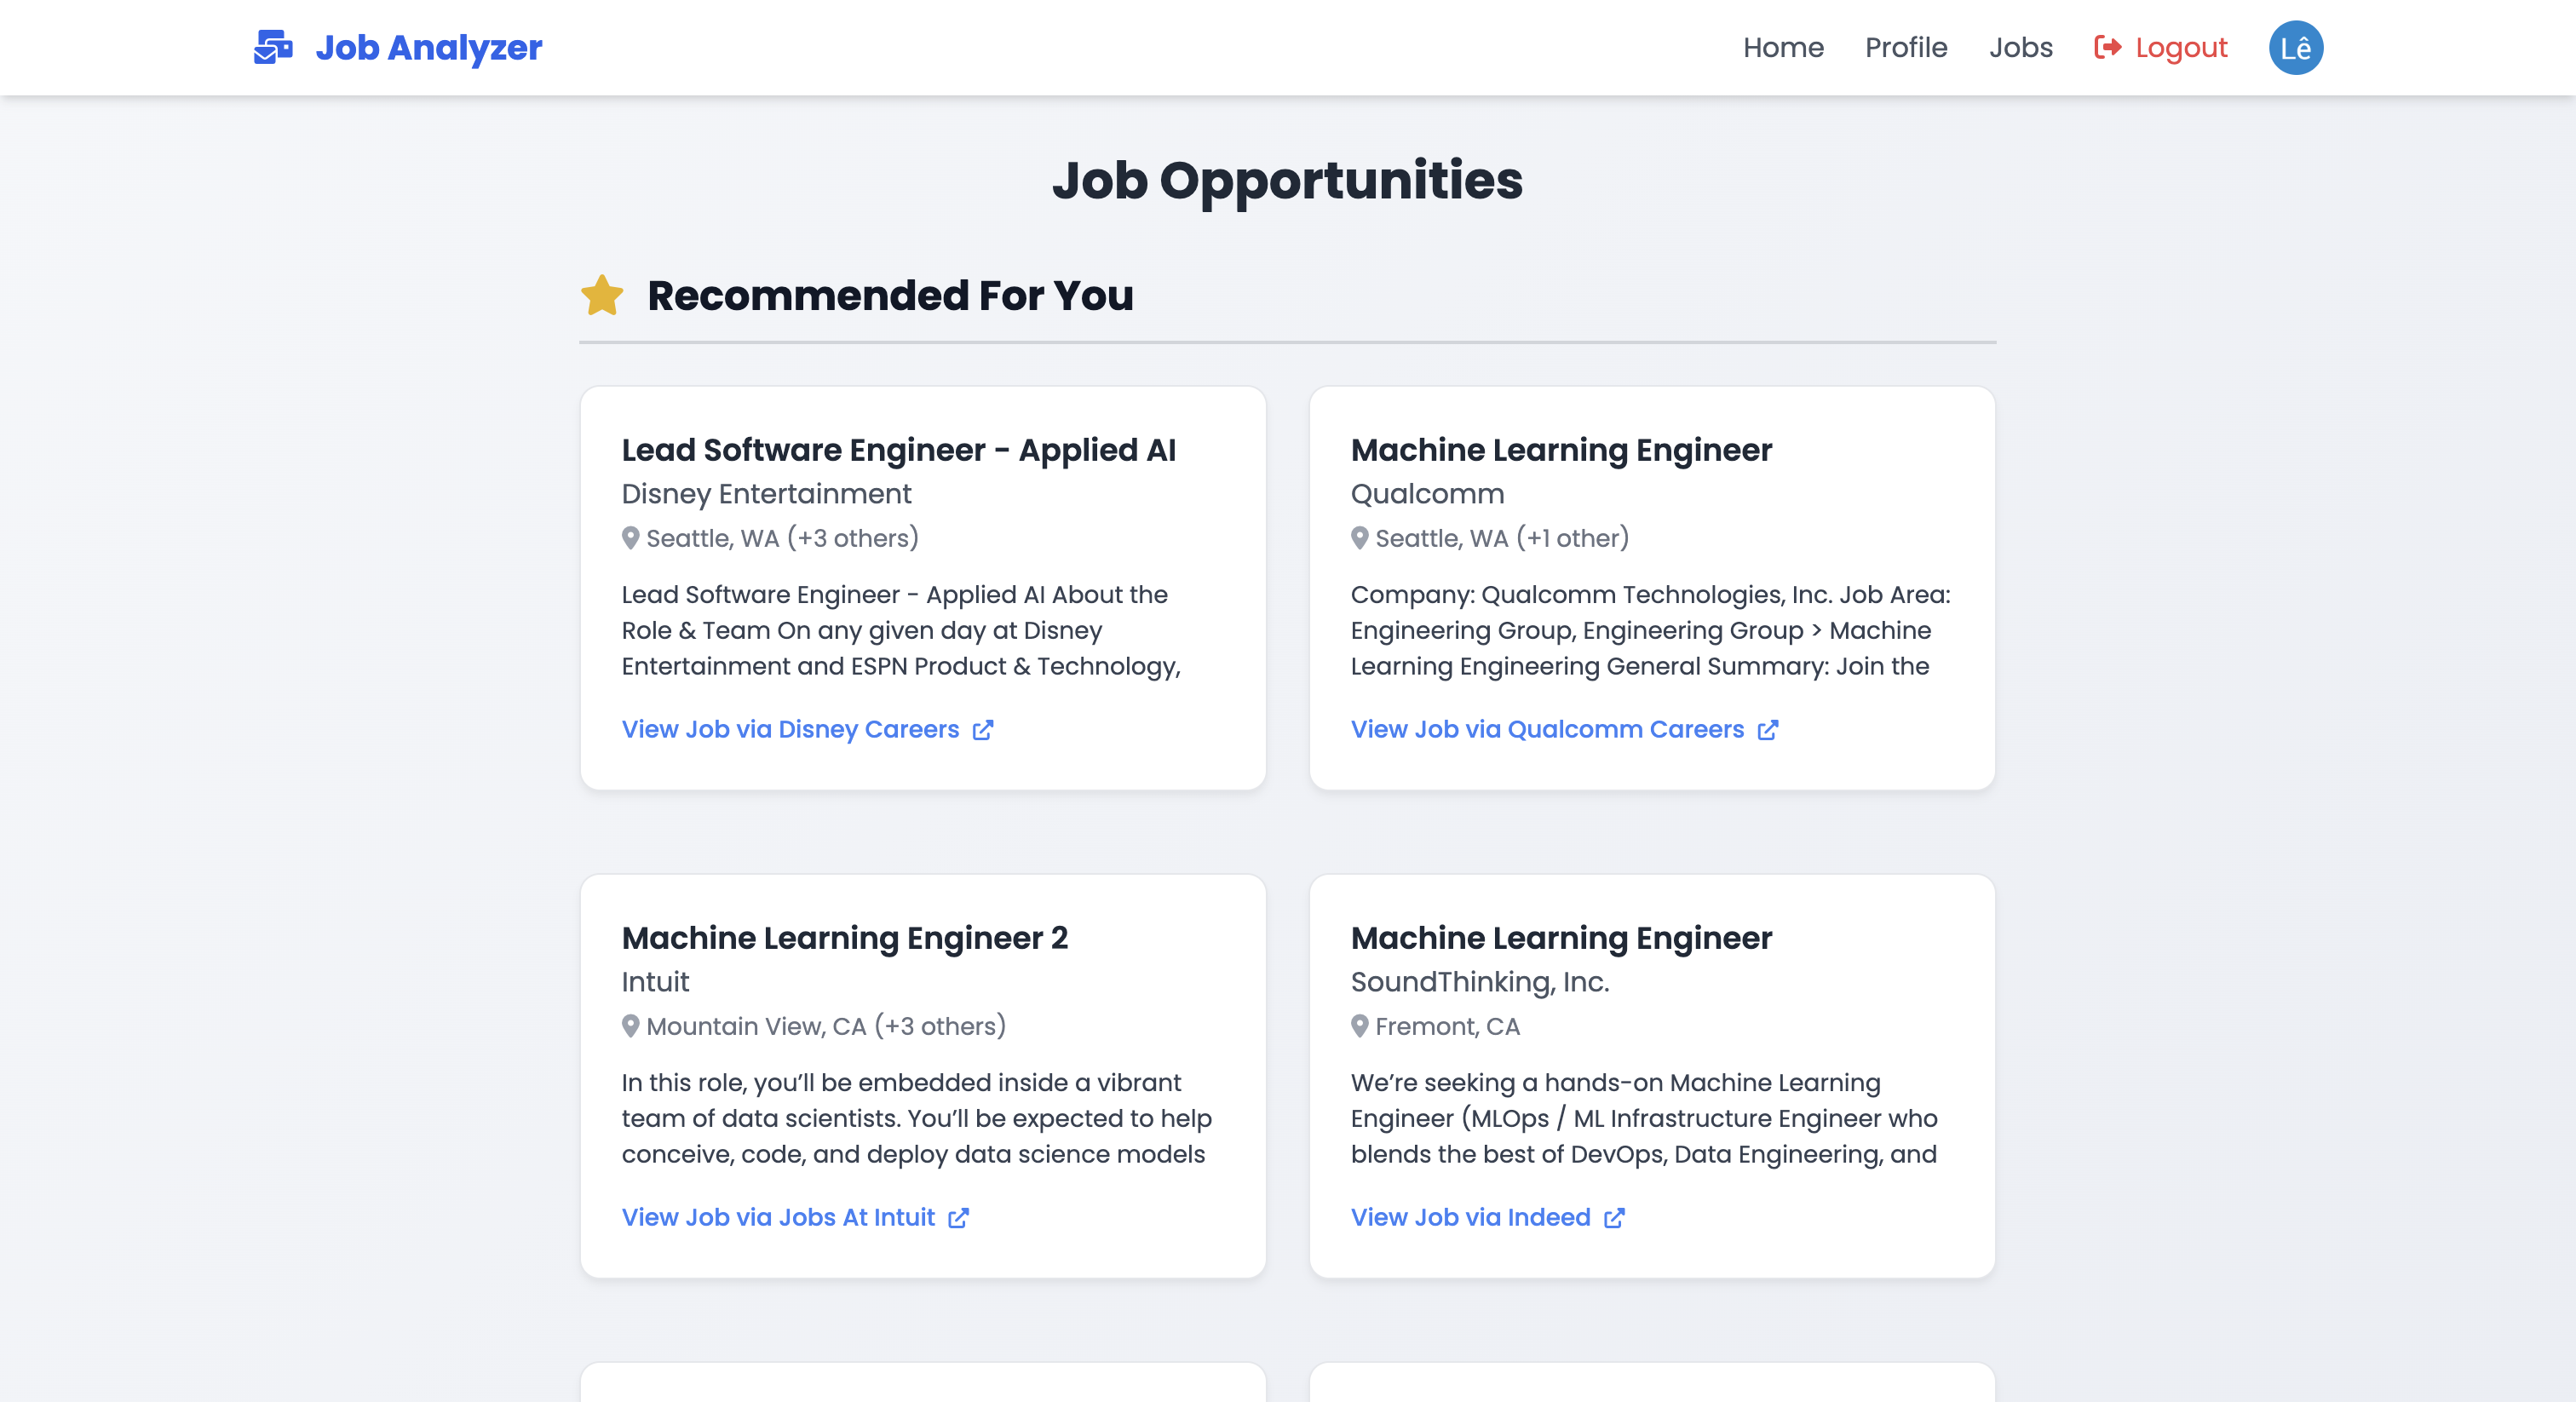 Job Analyzer
Home
Profile
Jobs
Logout
Lê
Job Opportunities
Recommended For You
Lead Software Engineer - Applied AI
Disney Entertainment
Seattle, WA (+3 others)
Lead Software Engineer - Applied AI About the
Role & Team On any given day at Disney
Entertainment and ESPN Product & Technology,
View Job via Disney Careers
Machine Learning Engineer
Qualcomm
Seattle, WA (+1 other)
Company: Qualcomm Technologies, Inc. Job Area:
Engineering Group, Engineering Group > Machine
Learning Engineering General Summary: Join the
View Job via Qualcomm Careers
Machine Learning Engineer 2
Intuit
Mountain View, CA (+3 others)
In this role, you’ll be embedded inside a vibrant
team of data scientists. You’ll be expected to help
conceive, code, and deploy data science models
View Job via Jobs At Intuit
Machine Learning Engineer
SoundThinking, Inc.
Fremont, CA
We’re seeking a hands-on Machine Learning
Engineer (MLOps / ML Infrastructure Engineer who
blends the best of DevOps, Data Engineering, and
View Job via Indeed